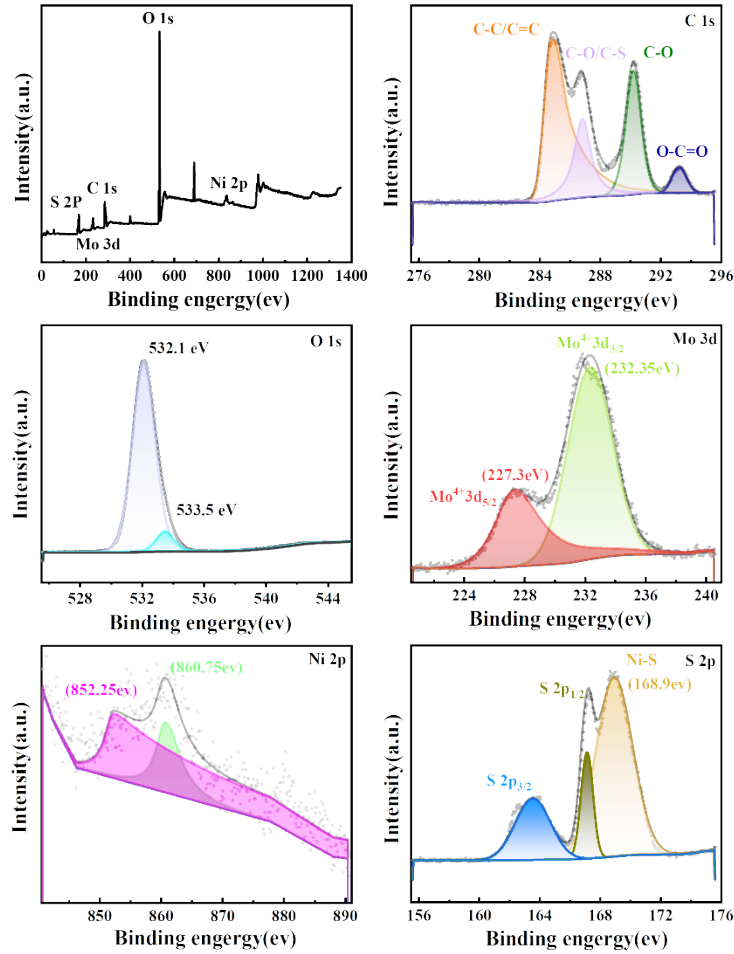 O 1s
S 2P
C 1s
Mo 3d
Ni 2p
Intensity(a.u.)
0 200 400 600 800 1000 1200 1400
Binding engergy(ev)
C 1s
C-C/C=C
C-O/C-S
C-O
O-C=O
Intensity(a.u.)
276 280 284 288 292 296
Binding engergy(ev)
O 1s
532.1 eV
533.5 eV
Intensity(a.u.)
528 532 536 540 544
Binding engergy(ev)
Mo 3d
Mo⁴⁺3d₃/₂
(232.35eV)
(227.3eV)
Mo⁴⁺3d₅/₂
Intensity(a.u.)
224 228 232 236 240
Binding engergy(ev)
Ni 2p
(860.75ev)
(852.25ev)
Intensity(a.u.)
850 860 870 880 890
Binding engergy(ev)
S 2p
Ni-S
(168.9ev)
S 2p₁/₂
S 2p₃/₂
Intensity(a.u.)
156 160 164 168 172 176
Binding engergy(ev)